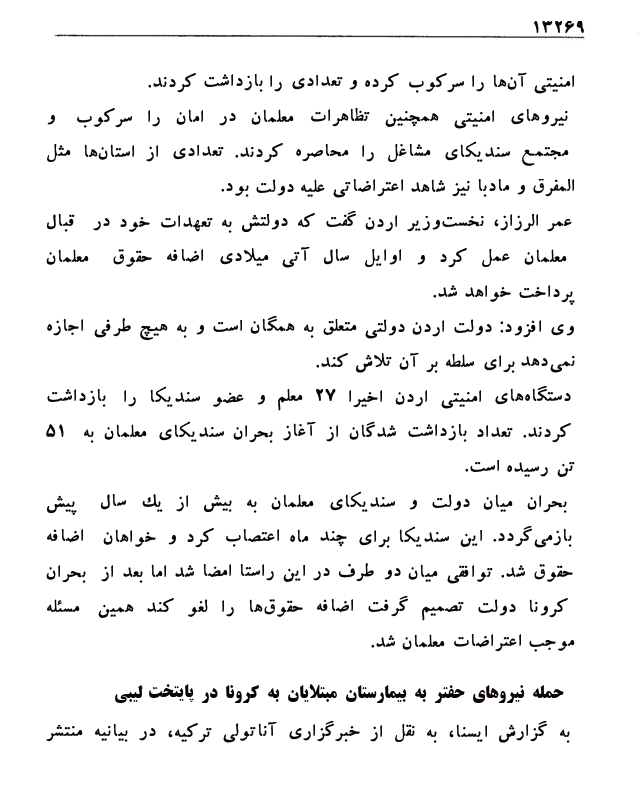 ۱۳۲۶۹
امنیتی آن‌ها را سرکوب کرده و تعدادی را بازداشت کردند.
نیروهای امنیتی همچنین تظاهرات معلمان در امان را سرکوب و
مجتمع سندیکای مشاغل را محاصره کردند. تعدادی از استان‌ها مثل
المفرق و مادبا نیز شاهد اعتراضاتی علیه دولت بود.
عمر الرزاز، نخست‌وزیر اردن گفت که دولتش به تعهدات خود در قبال
معلمان عمل کرد و اوایل سال آتی میلادی اضافه حقوق معلمان
پرداخت خواهد شد.
وی افزود: دولت اردن دولتی متعلق به همگان است و به هیچ طرفی اجازه
نمی‌دهد برای سلطه بر آن تلاش کند.
دستگاه‌های امنیتی اردن اخیرا ۲۷ معلم و عضو سندیکا را بازداشت
کردند. تعداد بازداشت شدگان از آغاز بحران سندیکای معلمان به ۵۱
تن رسیده است.
بحران میان دولت و سندیکای معلمان به بیش از یك سال پیش
بازمی‌گردد. این سندیکا برای چند ماه اعتصاب کرد و خواهان اضافه
حقوق شد. توافقی میان دو طرف در این راستا امضا شد اما بعد از بحران
کرونا دولت تصمیم گرفت اضافه حقوق‌ها را لغو کند همین مسئله
موجب اعتراضات معلمان شد.
حمله نیروهای حفتر به بیمارستان مبتلایان به کرونا در پایتخت لیبی
به گزارش ایسنا، به نقل از خبرگزاری آناتولی ترکیه، در بیانیه منتشر